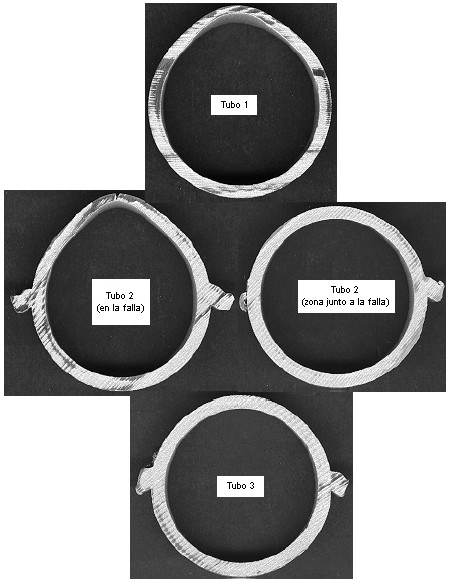 Tubo 1
Tubo 2
(en la falla)
Tubo 2
(zona junto a la falla)
Tubo 3